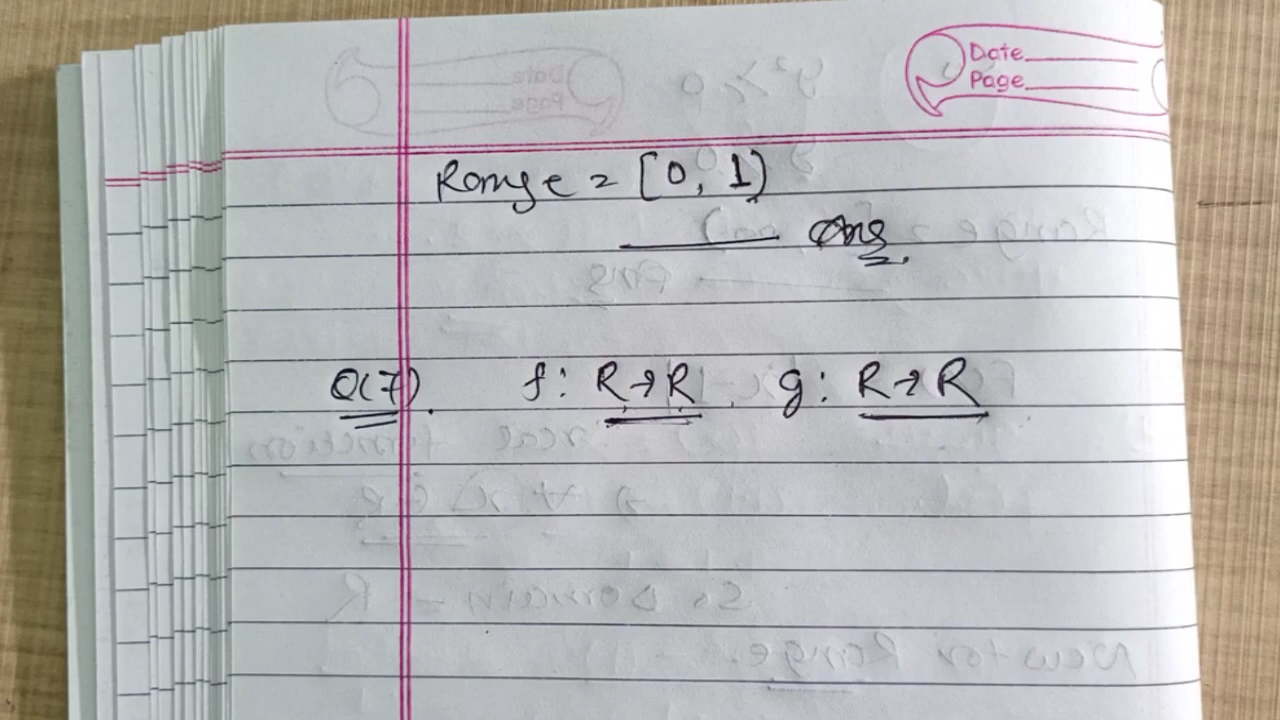 Date
Page
Range = [0, 1)
Ans
Q(7). f: R→R g: R→R